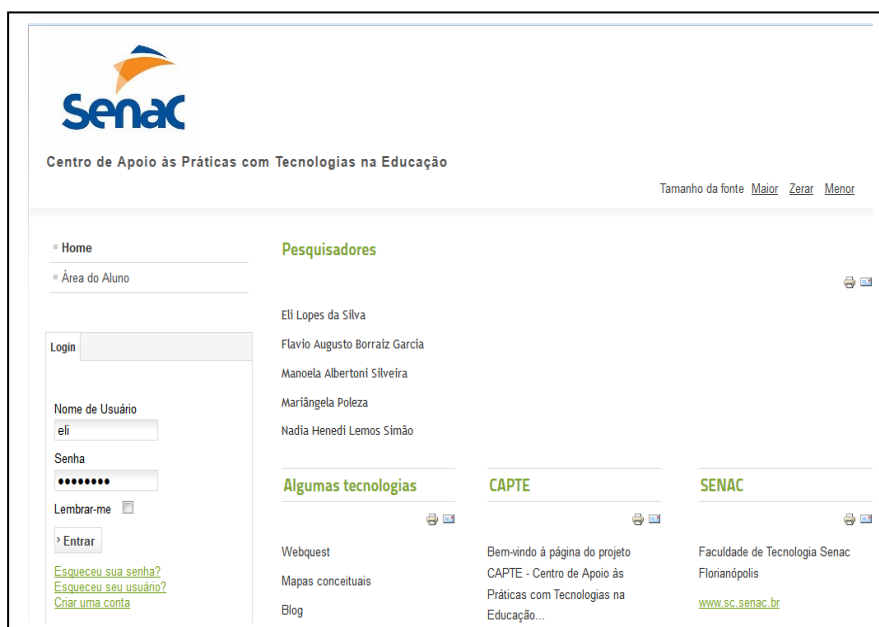 Senac
Centro de Apoio às Práticas com Tecnologias na Educação
Tamanho da fonte Maior Zerar Menor
Home
Área do Aluno
Login
Nome de Usuário
eli
Senha
••••••••
Lembrar-me
Entrar
Esqueceu sua senha?
Esqueceu seu usuário?
Criar uma conta
Pesquisadores
Eli Lopes da Silva
Flavio Augusto Borraiz Garcia
Manoela Albertoni Silveira
Mariângela Poleza
Nadia Henedi Lemos Simão
Algumas tecnologias
Webquest
Mapas conceituais
Blog
CAPTE
Bem-vindo à página do projeto
CAPTE - Centro de Apoio às
Práticas com Tecnologias na
Educação...
SENAC
Faculdade de Tecnologia Senac
Florianópolis
www.sc.senac.br